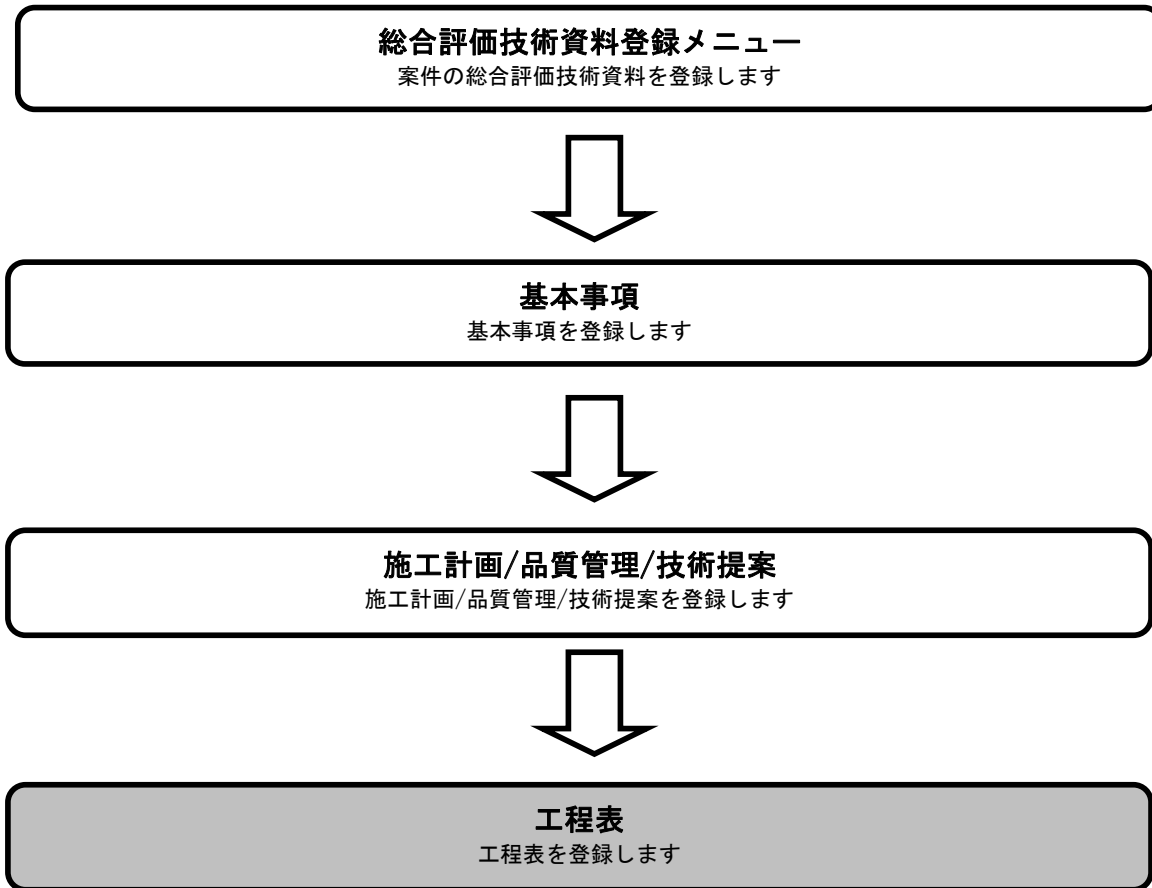 総合評価技術資料登録メニュー
案件の総合評価技術資料を登録します
基本事項
基本事項を登録します
施工計画/品質管理/技術提案
施工計画/品質管理/技術提案を登録します
工程表
工程表を登録します